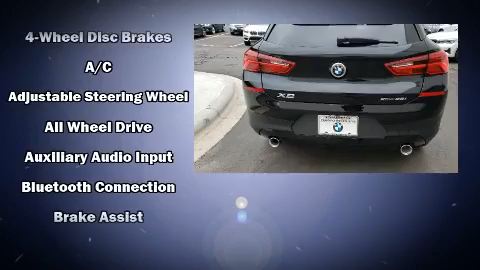 4-Wheel Disc Brakes
A/C
Adjustable Steering Wheel
All Wheel Drive
Auxiliary Audio Input
Bluetooth Connection
Brake Assist
X2